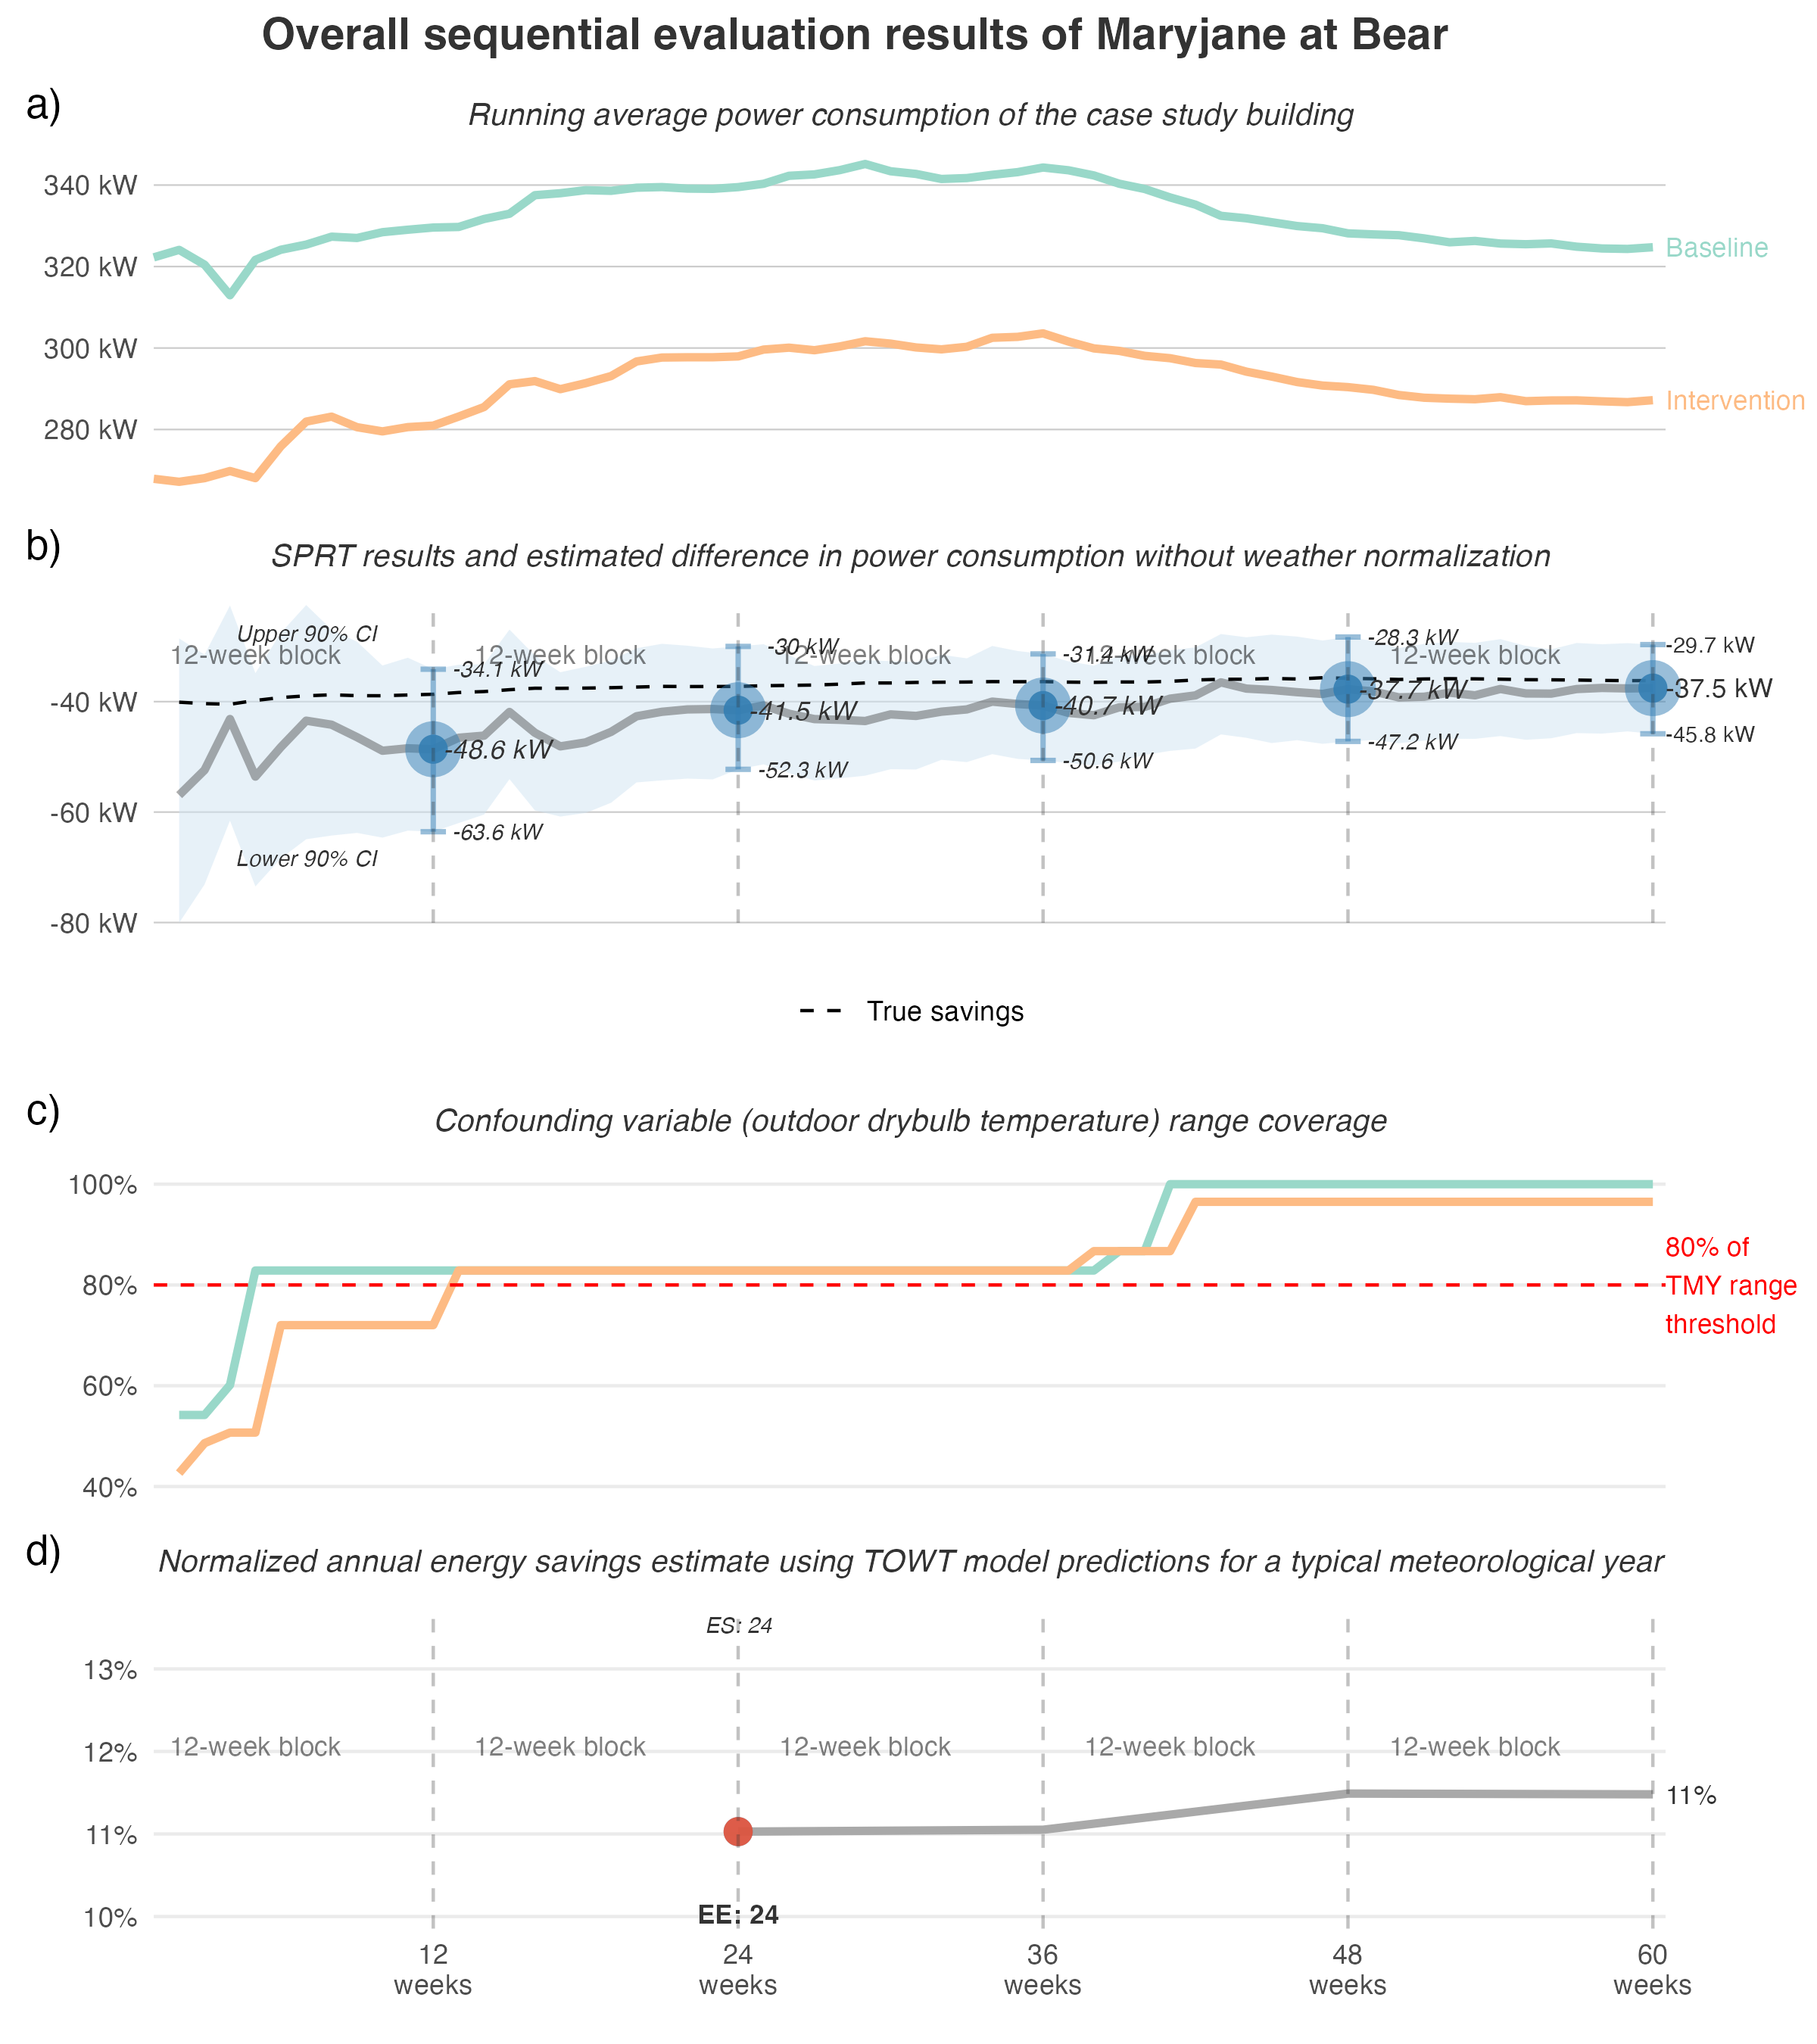 Overall sequential evaluation results of Maryjane at Bear
a)
Running average power consumption of the case study building
340 kW
320 kW
300 kW
280 kW
Baseline
Intervention
b)
SPRT results and estimated difference in power consumption without weather normalization
Upper 90% CI
12-week block
12-week block
12-week block
12-week block
12-week block
-34.1 kW
-30 kW
-31.4 kW
-28.3 kW
-29.7 kW
-40 kW
-60 kW
-80 kW
-48.6 kW
-41.5 kW
-40.7 kW
-37.7 kW
-37.5 kW
-63.6 kW
-52.3 kW
-50.6 kW
-47.2 kW
-45.8 kW
Lower 90% CI
True savings
c)
Confounding variable (outdoor drybulb temperature) range coverage
100%
80%
60%
40%
80% of
TMY range
threshold
d)
Normalized annual energy savings estimate using TOWT model predictions for a typical meteorological year
ES: 24
13%
12%
11%
10%
12-week block
12-week block
12-week block
12-week block
12-week block
11%
EE: 24
12
weeks
24
weeks
36
weeks
48
weeks
60
weeks